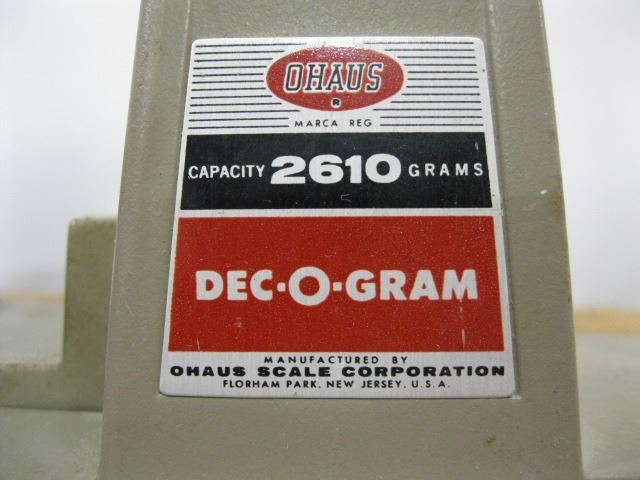 OHAUS
R
MARCA REG
CAPACITY 2610 GRAMS
DEC·O·GRAM
MANUFACTURED BY
OHAUS SCALE CORPORATION
FLORHAM PARK, NEW JERSEY, U.S.A.